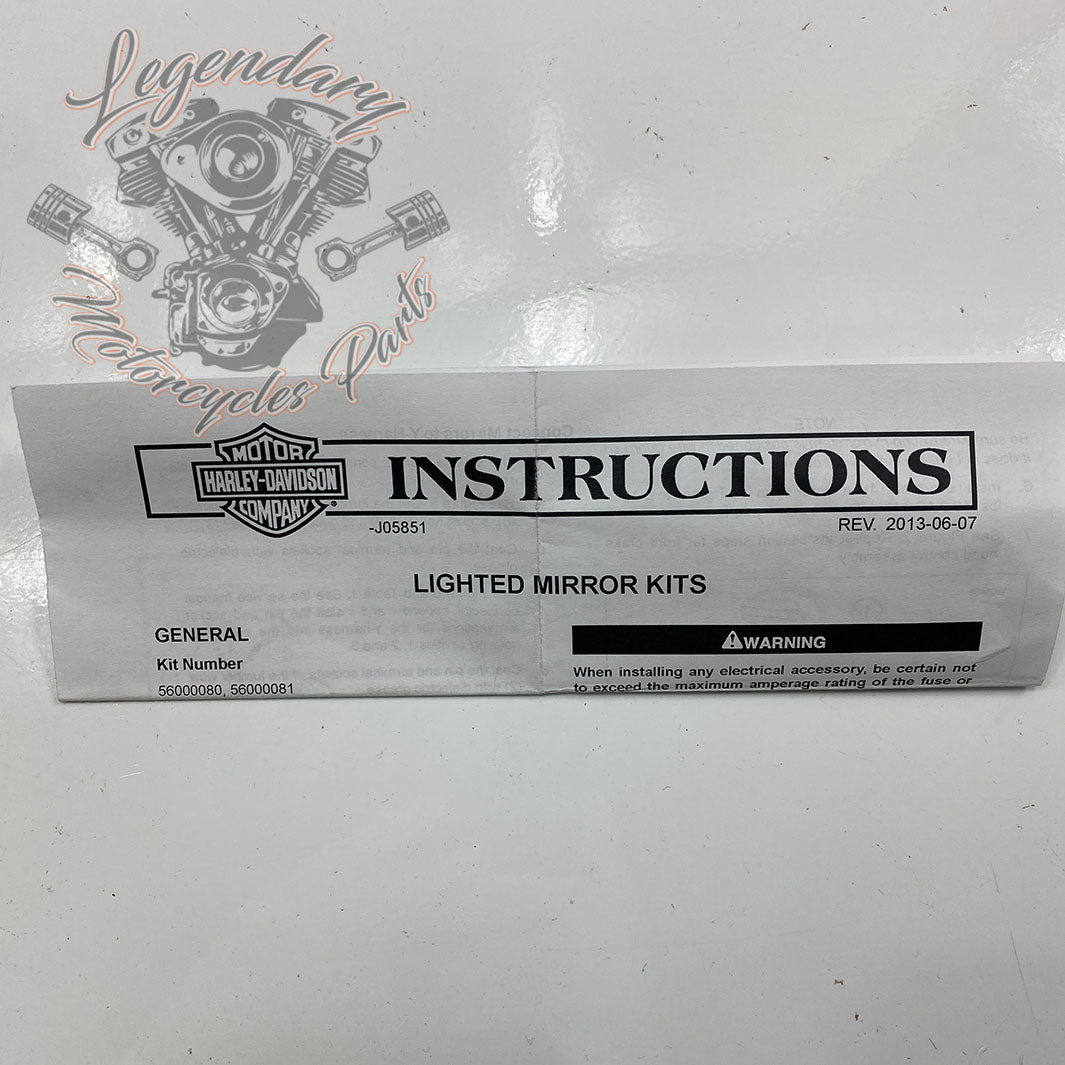 Legendary
Motorcycles Parts
MOTOR
HARLEY-DAVIDSON
COMPANY
®
INSTRUCTIONS
-J05851
REV. 2013-06-07
LIGHTED MIRROR KITS
GENERAL
Kit Number
56000080, 56000081
WARNING
When installing any electrical accessory, be certain not
to exceed the maximum amperage rating of the fuse or